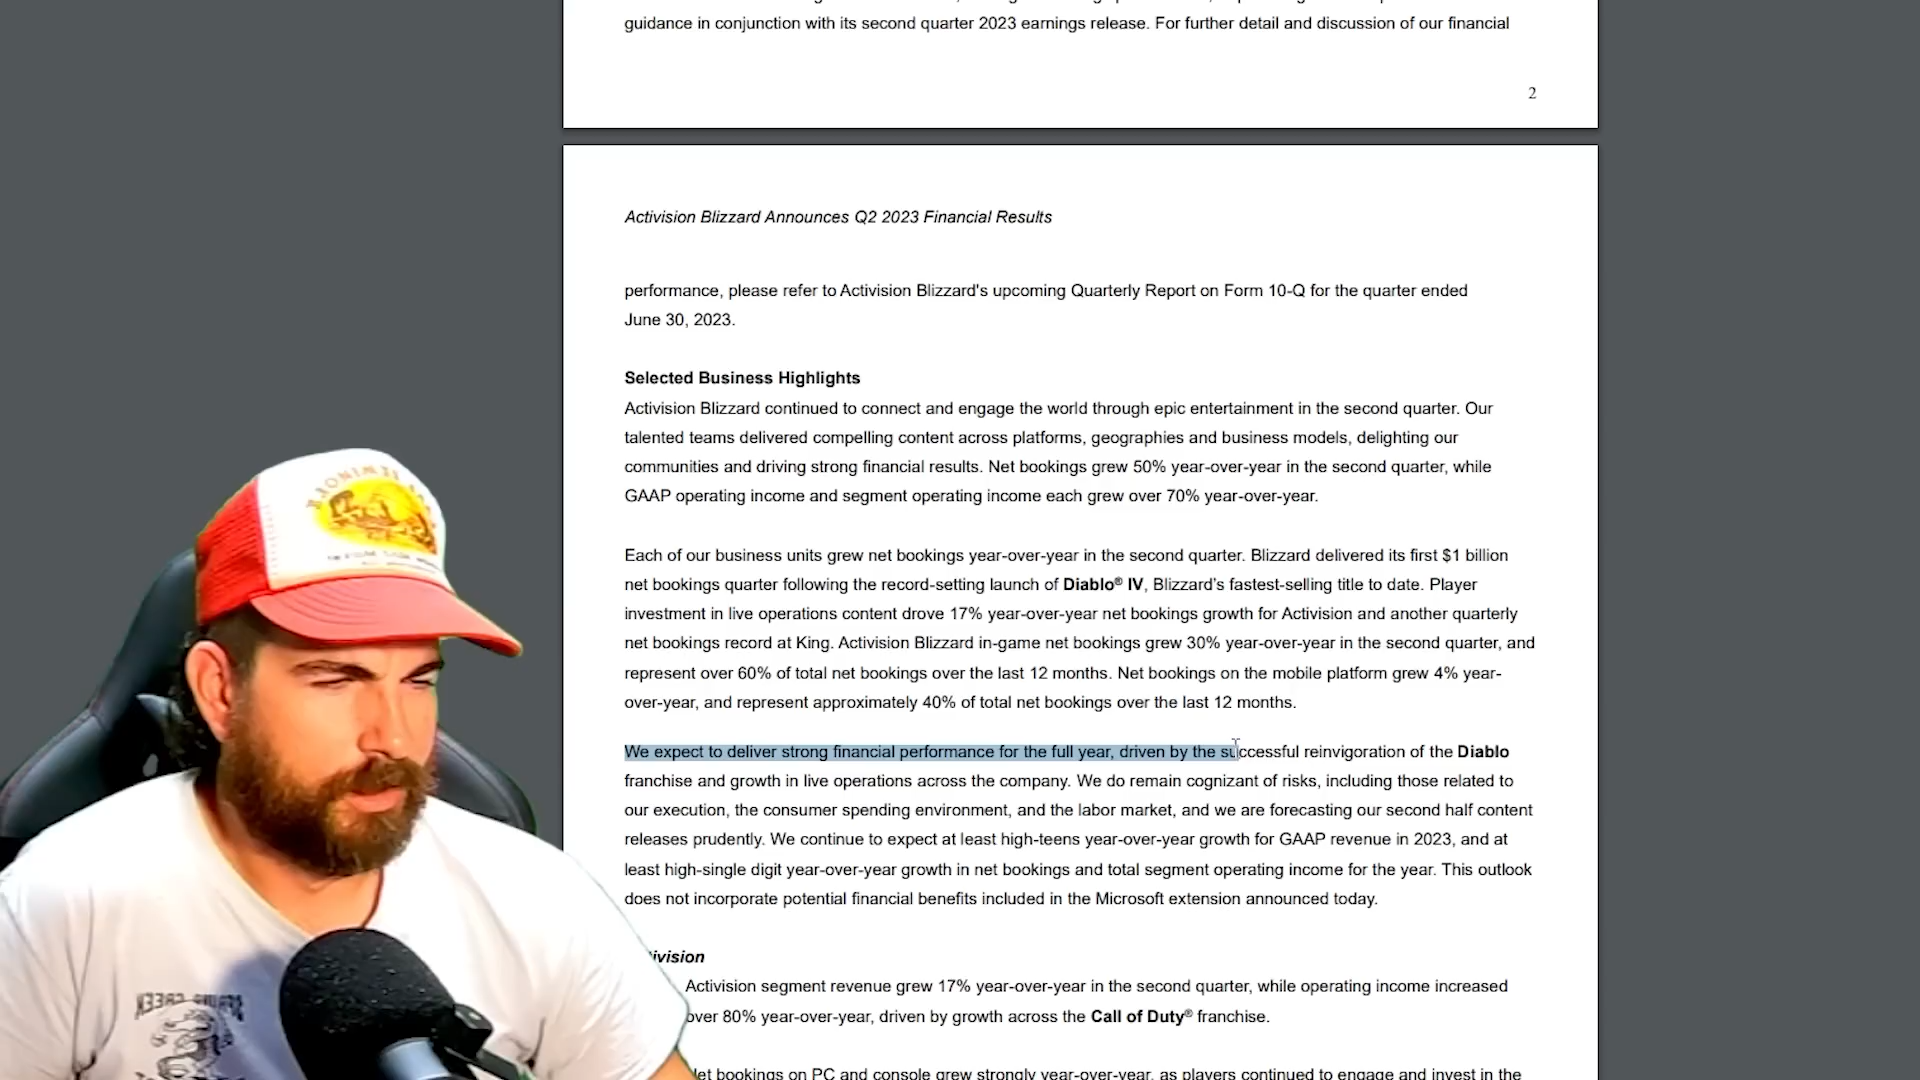 guidance in conjunction with its second quarter 2023 earnings release. For further detail and discussion of our financial
2
Activision Blizzard Announces Q2 2023 Financial Results
performance, please refer to Activision Blizzard's upcoming Quarterly Report on Form 10-Q for the quarter ended
June 30, 2023.
Selected Business Highlights
Activision Blizzard continued to connect and engage the world through epic entertainment in the second quarter. Our
talented teams delivered compelling content across platforms, geographies and business models, delighting our
communities and driving strong financial results. Net bookings grew 50% year-over-year in the second quarter, while
GAAP operating income and segment operating income each grew over 70% year-over-year.
Each of our business units grew net bookings year-over-year in the second quarter. Blizzard delivered its first $1 billion
net bookings quarter following the record-setting launch of Diablo® IV, Blizzard's fastest-selling title to date. Player
investment in live operations content drove 17% year-over-year net bookings growth for Activision and another quarterly
net bookings record at King. Activision Blizzard in-game net bookings grew 30% year-over-year in the second quarter, and
represent over 60% of total net bookings over the last 12 months. Net bookings on the mobile platform grew 4% year-
over-year, and represent approximately 40% of total net bookings over the last 12 months.
We expect to deliver strong financial performance for the full year, driven by the successful reinvigoration of the Diablo
franchise and growth in live operations across the company. We do remain cognizant of risks, including those related to
our execution, the consumer spending environment, and the labor market, and we are forecasting our second half content
releases prudently. We continue to expect at least high-teens year-over-year growth for GAAP revenue in 2023, and at
least high-single digit year-over-year growth in net bookings and total segment operating income for the year. This outlook
does not incorporate potential financial benefits included in the Microsoft extension announced today.
ivision
Activision segment revenue grew 17% year-over-year in the second quarter, while operating income increased
over 80% year-over-year, driven by growth across the Call of Duty® franchise.
et bookings on PC and console grew strongly year-over-year, as players continued to engage and invest in the